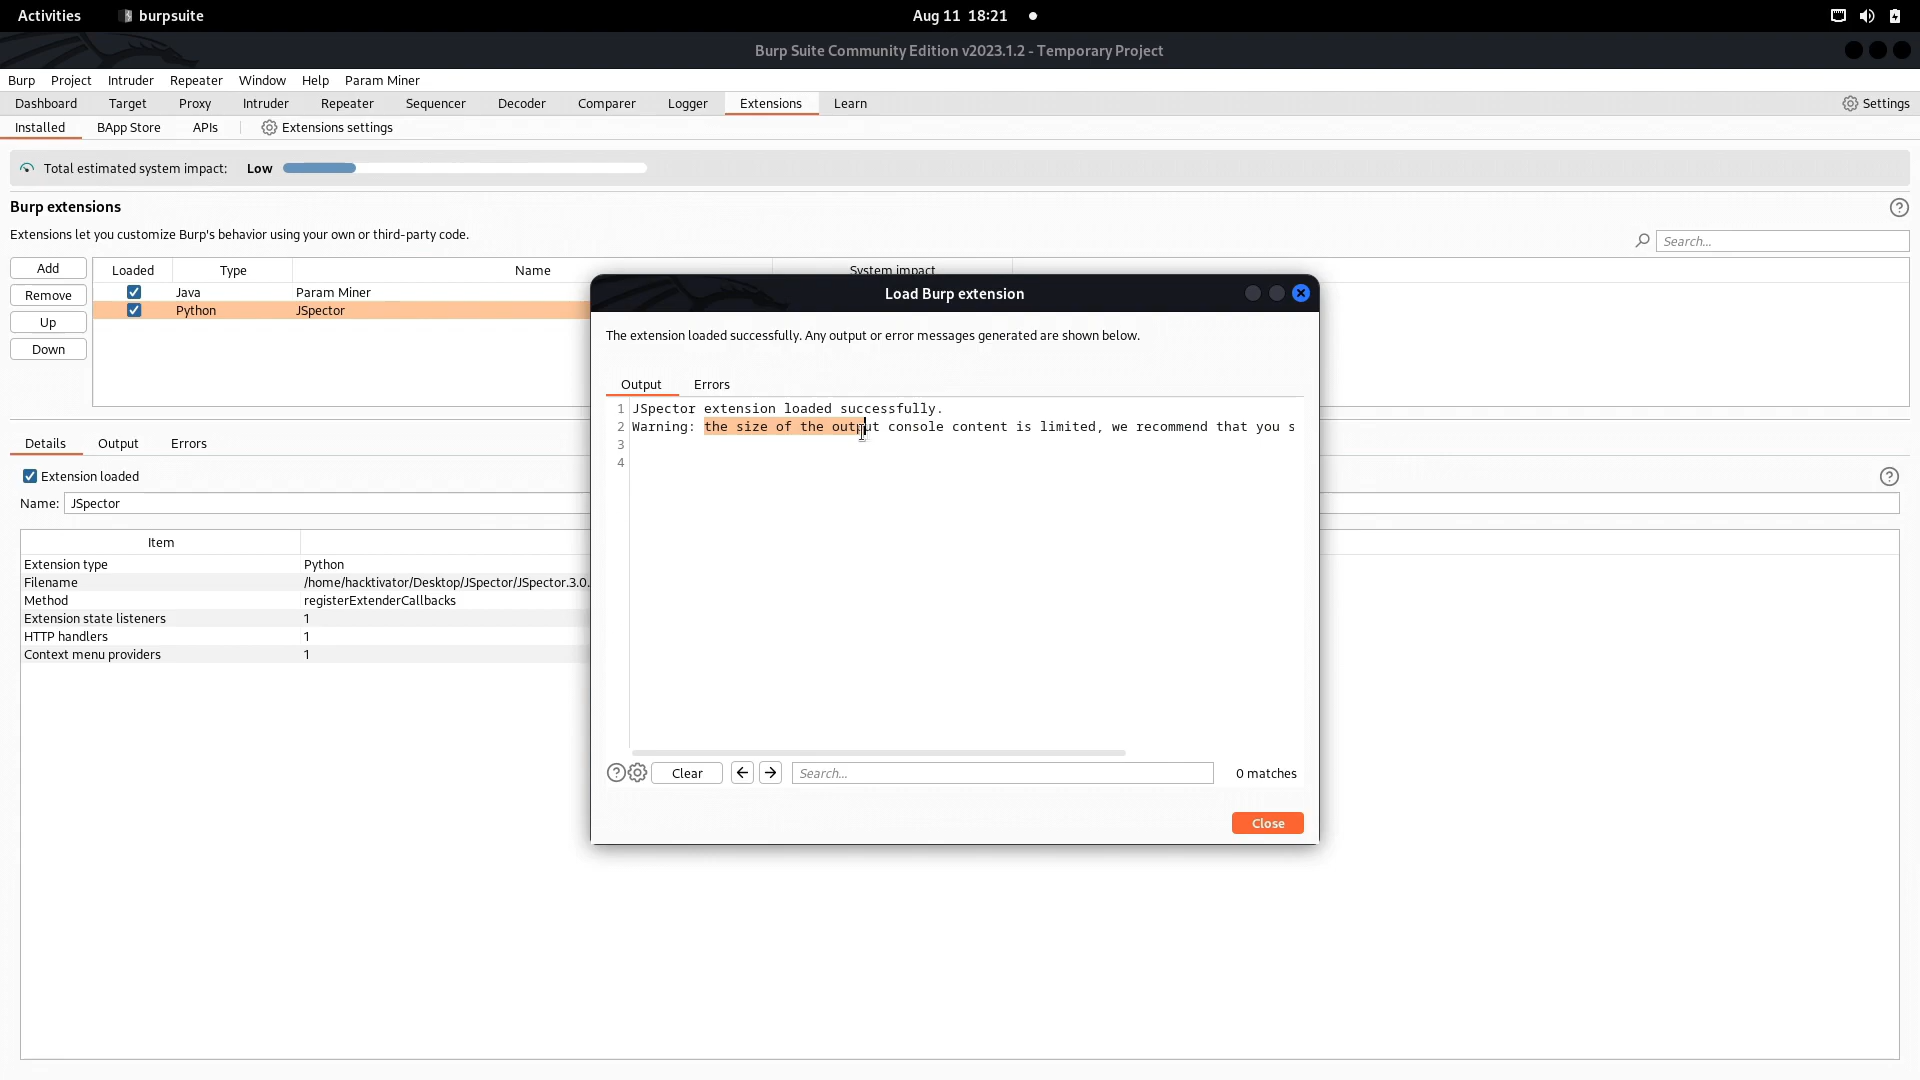 Activities burpsuite Aug 11 18:21
Burp Suite Community Edition v2023.1.2 - Temporary Project
Burp Project Intruder Repeater Window Help Param Miner
Dashboard Target Proxy Intruder Repeater Sequencer Decoder Comparer Logger Extensions Learn Settings
Installed BApp Store APIs Extensions settings
Total estimated system impact: Low
Burp extensions
Extensions let you customize Burp's behavior using your own or third-party code.
Search...
Add
Remove
Up
Down
Loaded Type Name System impact
Java Param Miner
Python JSpector
Details Output Errors
Extension loaded
Name: JSpector
Item
Extension type Python
Filename /home/hacktivator/Desktop/JSpector/JSpector.3.0.
Method registerExtenderCallbacks
Extension state listeners 1
HTTP handlers 1
Context menu providers 1
Load Burp extension
The extension loaded successfully. Any output or error messages generated are shown below.
Output Errors
1 JSpector extension loaded successfully.
2 Warning: the size of the output console content is limited, we recommend that you s
3
4
Clear Search... 0 matches
Close